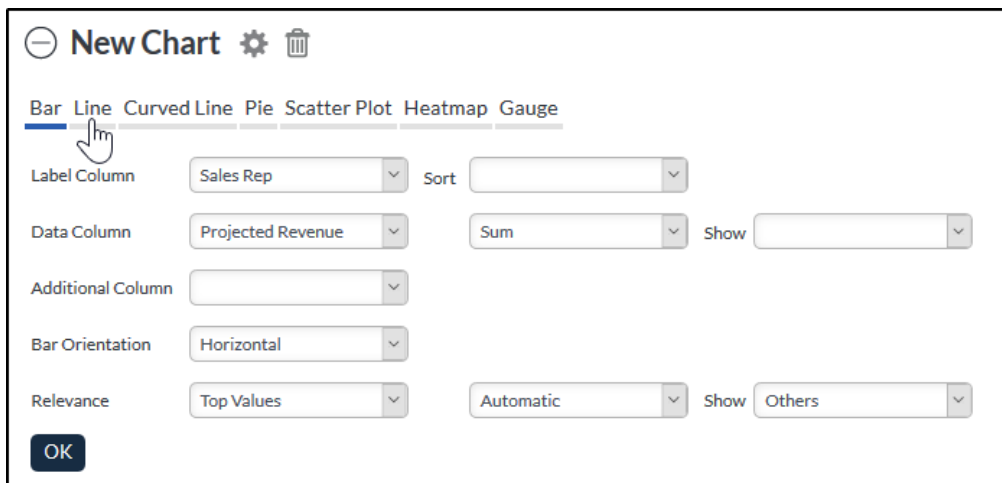 New Chart
Bar Line Curved Line Pie Scatter Plot Heatmap Gauge
Label Column Sales Rep Sort
Data Column Projected Revenue Sum Show
Additional Column
Bar Orientation Horizontal
Relevance Top Values Automatic Show Others
OK